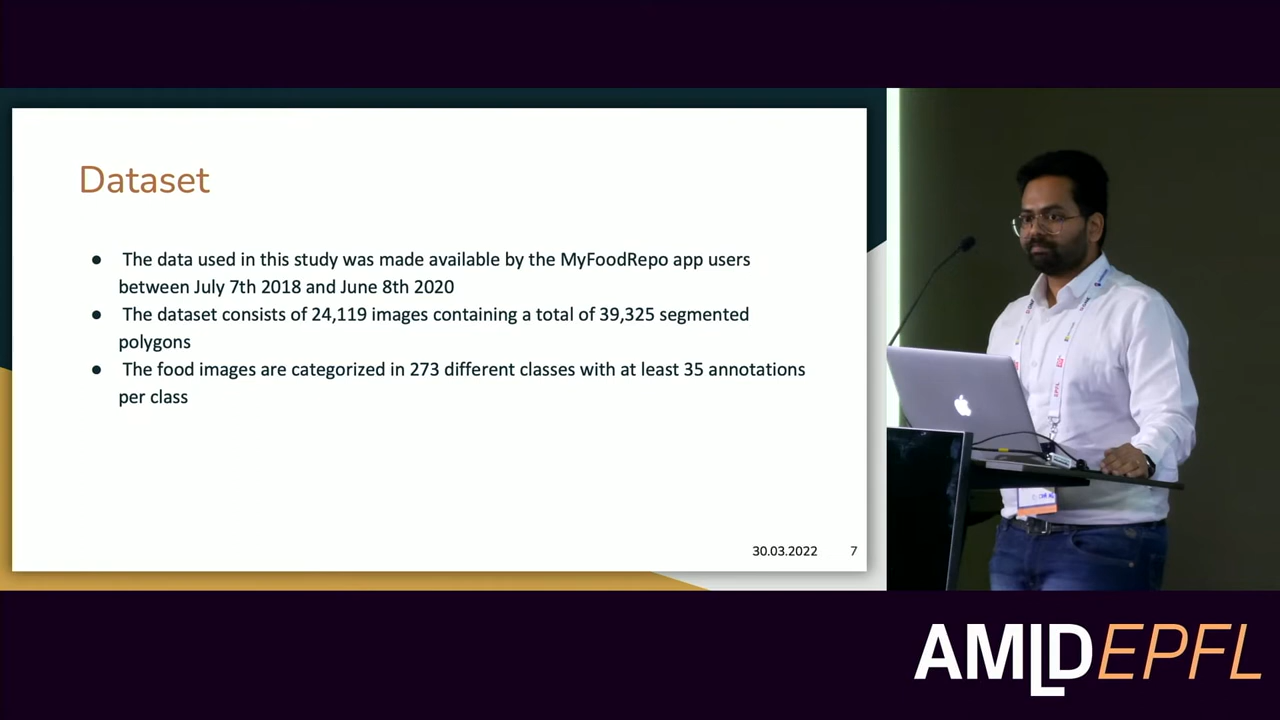 Dataset
● The data used in this study was made available by the MyFoodRepo app users
between July 7th 2018 and June 8th 2020
● The dataset consists of 24,119 images containing a total of 39,325 segmented
polygons
● The food images are categorized in 273 different classes with at least 35 annotations
per class
30.03.2022 7
EPFL
AMLDEPFL